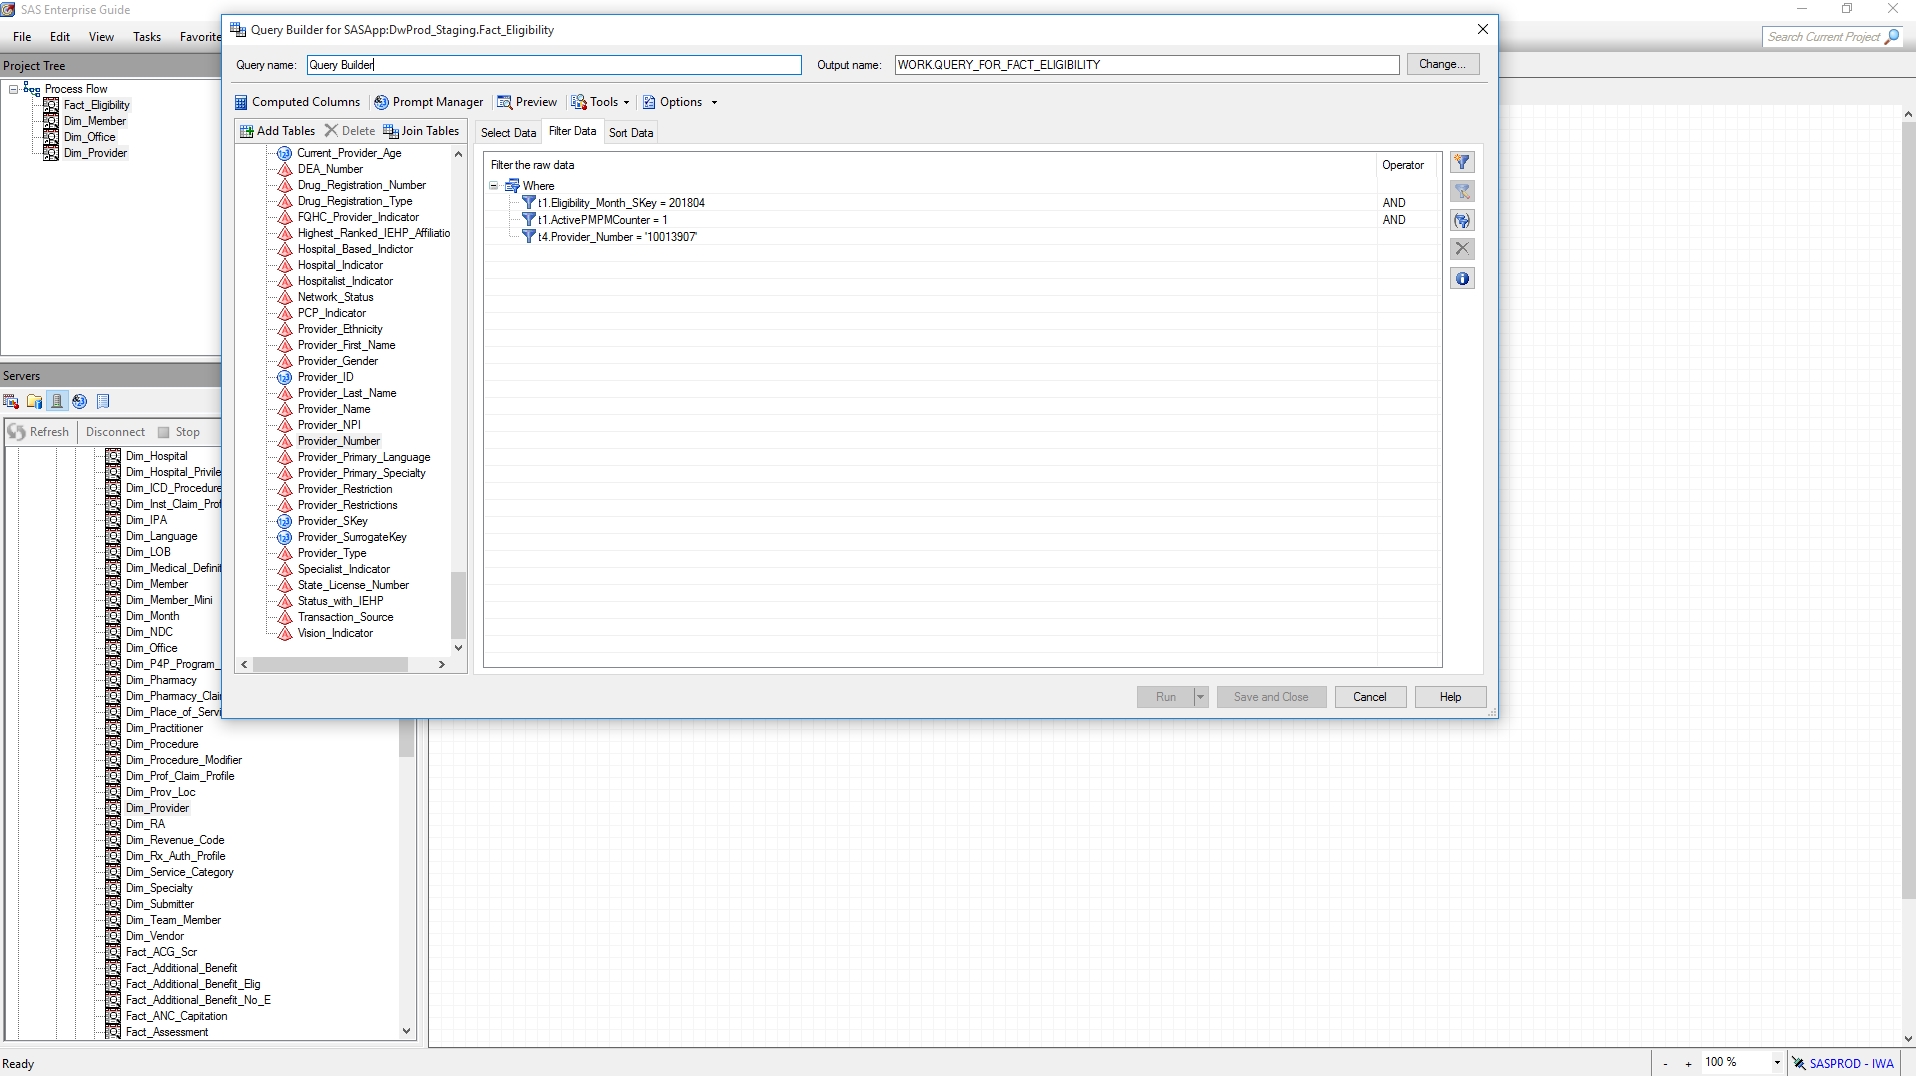 SAS Enterprise Guide
File Edit View Tasks Favorite
Search Current Project
Project Tree
Process Flow
Fact_Eligibility
Dim_Member
Dim_Office
Dim_Provider
Servers
Refresh Disconnect Stop
Dim_Hospital
Dim_Hospital_Privile
Dim_ICD_Procedure
Dim_Inst_Claim_Prof
Dim_IPA
Dim_Language
Dim_LOB
Dim_Medical_Definit
Dim_Member
Dim_Member_Mini
Dim_Month
Dim_NDC
Dim_Office
Dim_P4P_Program_
Dim_Pharmacy
Dim_Pharmacy_Clai
Dim_Place_of_Servi
Dim_Practitioner
Dim_Procedure
Dim_Procedure_Modifier
Dim_Prof_Claim_Profile
Dim_Prov_Loc
Dim_Provider
Dim_RA
Dim_Revenue_Code
Dim_Rx_Auth_Profile
Dim_Service_Category
Dim_Specialty
Dim_Submitter
Dim_Team_Member
Dim_Vendor
Fact_ACG_Scr
Fact_Additional_Benefit
Fact_Additional_Benefit_Elig
Fact_Additional_Benefit_No_E
Fact_ANC_Capitation
Fact_Assessment
Query Builder for SASApp:DwProd_Staging.Fact_Eligibility
Query name: Query Builder Output name: WORK.QUERY_FOR_FACT_ELIGIBILITY Change...
Computed Columns Prompt Manager Preview Tools Options
Add Tables Delete Join Tables
Current_Provider_Age
DEA_Number
Drug_Registration_Number
Drug_Registration_Type
FQHC_Provider_Indicator
Highest_Ranked_IEHP_Affiliatio
Hospital_Based_Indictor
Hospital_Indicator
Hospitalist_Indicator
Network_Status
PCP_Indicator
Provider_Ethnicity
Provider_First_Name
Provider_Gender
Provider_ID
Provider_Last_Name
Provider_Name
Provider_NPI
Provider_Number
Provider_Primary_Language
Provider_Primary_Specialty
Provider_Restriction
Provider_Restrictions
Provider_SKey
Provider_SurrogateKey
Provider_Type
Specialist_Indicator
State_License_Number
Status_with_IEHP
Transaction_Source
Vision_Indicator
Select Data Filter Data Sort Data
Filter the raw data Operator
Where
t1.Eligibility_Month_SKey = 201804 AND
t1.ActivePMPMCounter = 1 AND
t4.Provider_Number = '10013907'
Run Save and Close Cancel Help
Ready
- + 100 % SASPROD - IWA